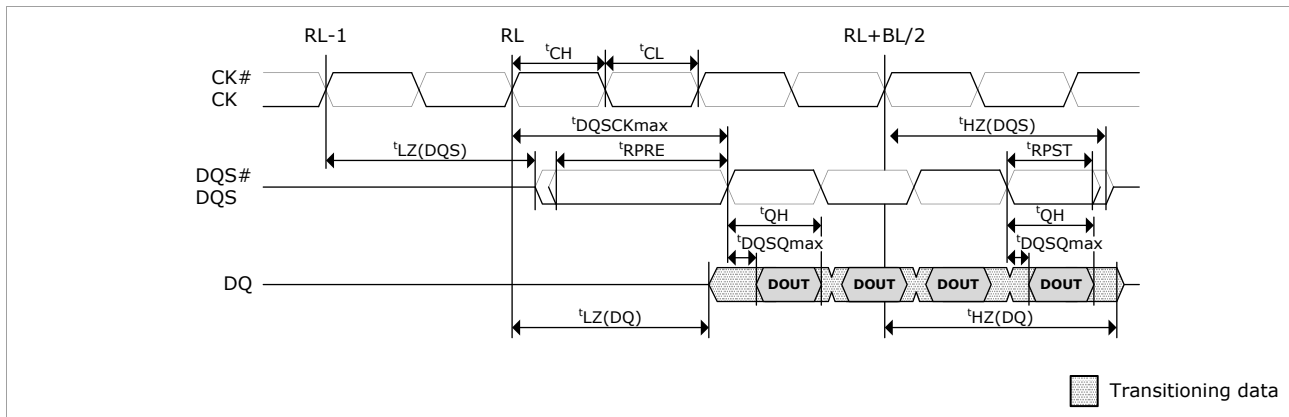 RL-1 RL RL+BL/2
tCH tCL
CK#
CK
tDQSCKmax tHZ(DQS)
tLZ(DQS) tRPRE tRPST
DQS#
DQS
tQH tQH
tDQSQmax tDQSQmax
DQ DOUT DOUT DOUT DOUT
tLZ(DQ) tHZ(DQ)
Transitioning data